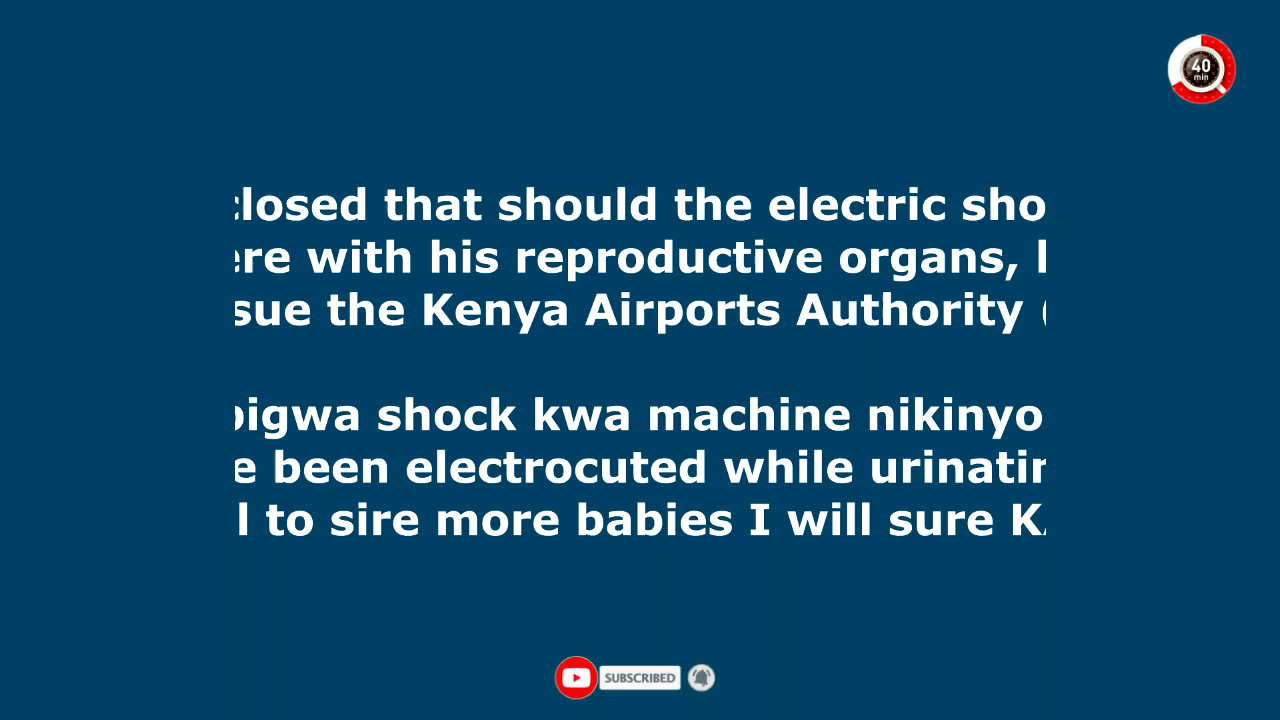 closed that should the electric sho
ere with his reproductive organs,
sue the Kenya Airports Authority
bigwa shock kwa machine nikinyo
e been electrocuted while urinatin
l to sire more babies I will sure K
40
min
SUBSCRIBED